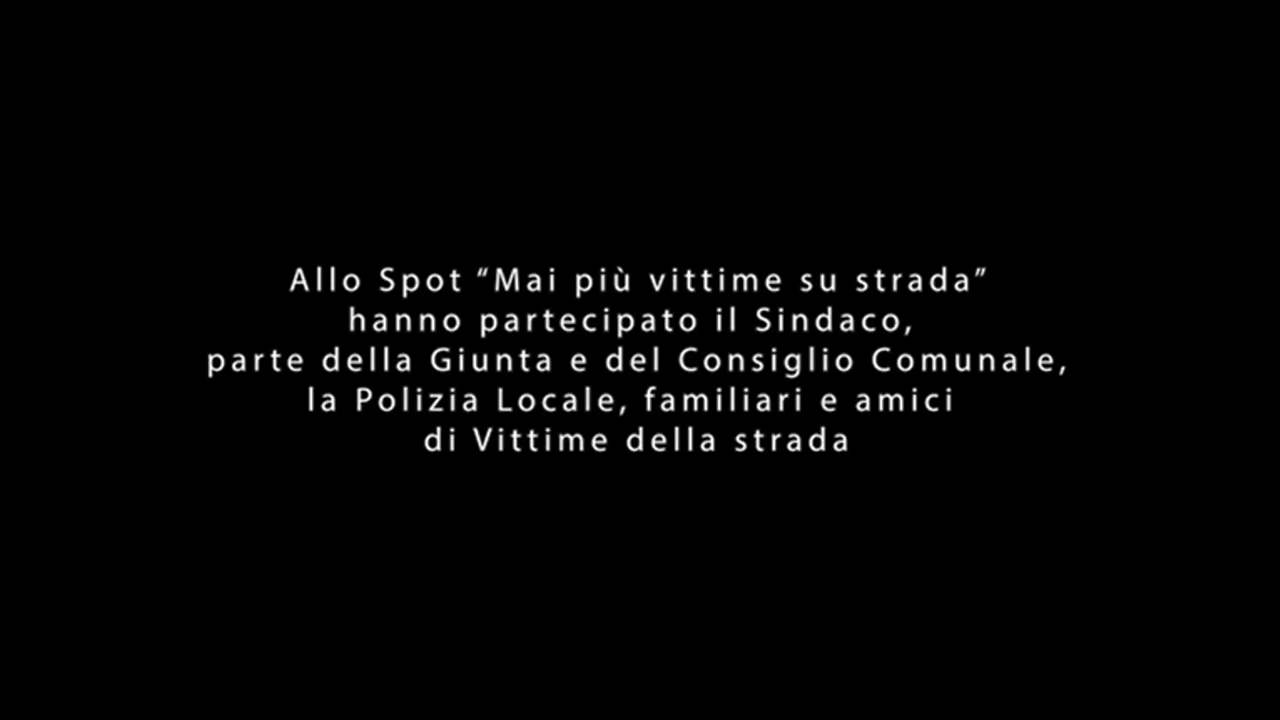 Allo Spot “Mai più vittime su strada”
hanno partecipato il Sindaco,
parte della Giunta e del Consiglio Comunale,
la Polizia Locale, familiari e amici
di Vittime della strada